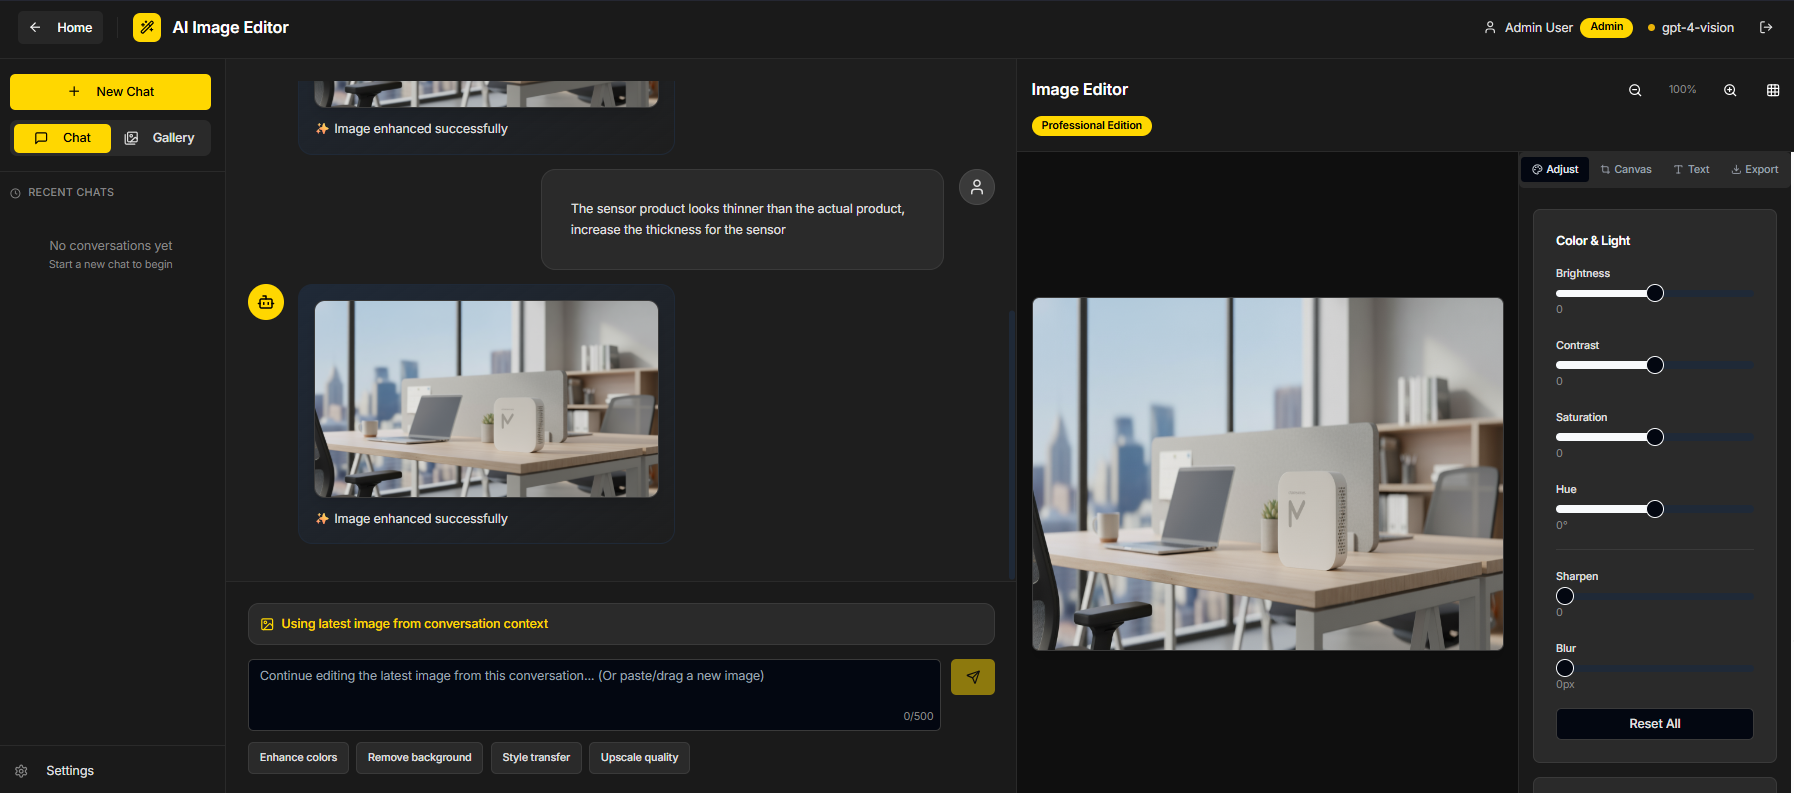 Home
AI Image Editor
Admin User
Admin
gpt-4-vision
New Chat
Chat
Gallery
RECENT CHATS
No conversations yet
Start a new chat to begin
Settings
✨ Image enhanced successfully
The sensor product looks thinner than the actual product,
increase the thickness for the sensor
✨ Image enhanced successfully
Using latest image from conversation context
Continue editing the latest image from this conversation... (Or paste/drag a new image)
0/500
Enhance colors
Remove background
Style transfer
Upscale quality
Image Editor
100%
Professional Edition
Adjust
Canvas
Text
Export
Color & Light
Brightness
0
Contrast
0
Saturation
0
Hue
0°
Sharpen
0
Blur
0px
Reset All